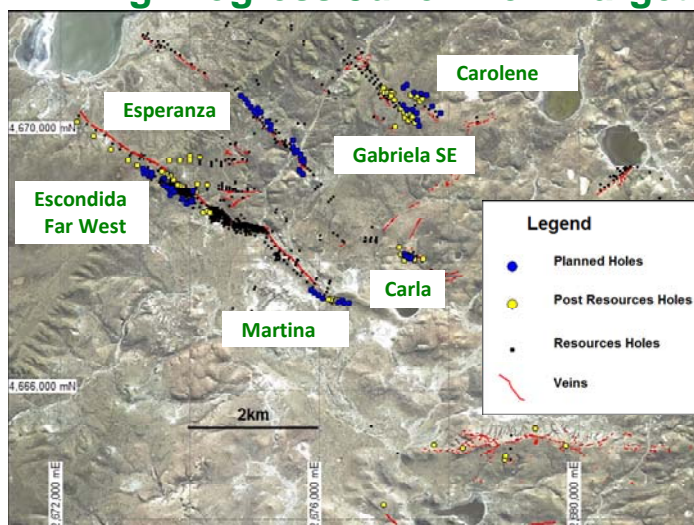 Carolene
Esperanza
4,670,000 mN
Gabriela SE
Escondida
Far West
Legend
Planned Holes
Post Resources Holes
Carla
Martina
Resources Holes
Veins
4,666,000 mN
2km
2,672,000 mE
2,676,000 mE
2,680,000 mE